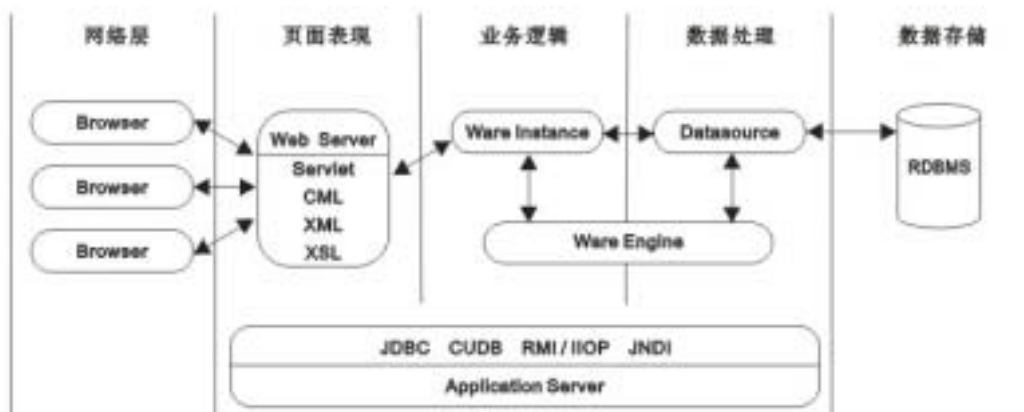 网络层
页面表现
业务逻辑
数据处理
数据存储
Browser
Browser
Browser
Web Server
Servlet
CML
XML
XSL
Ware Instance
Datasource
RDBMS
Ware Engine
JDBC CUDB RMI/IIOP JNDI
Application Server